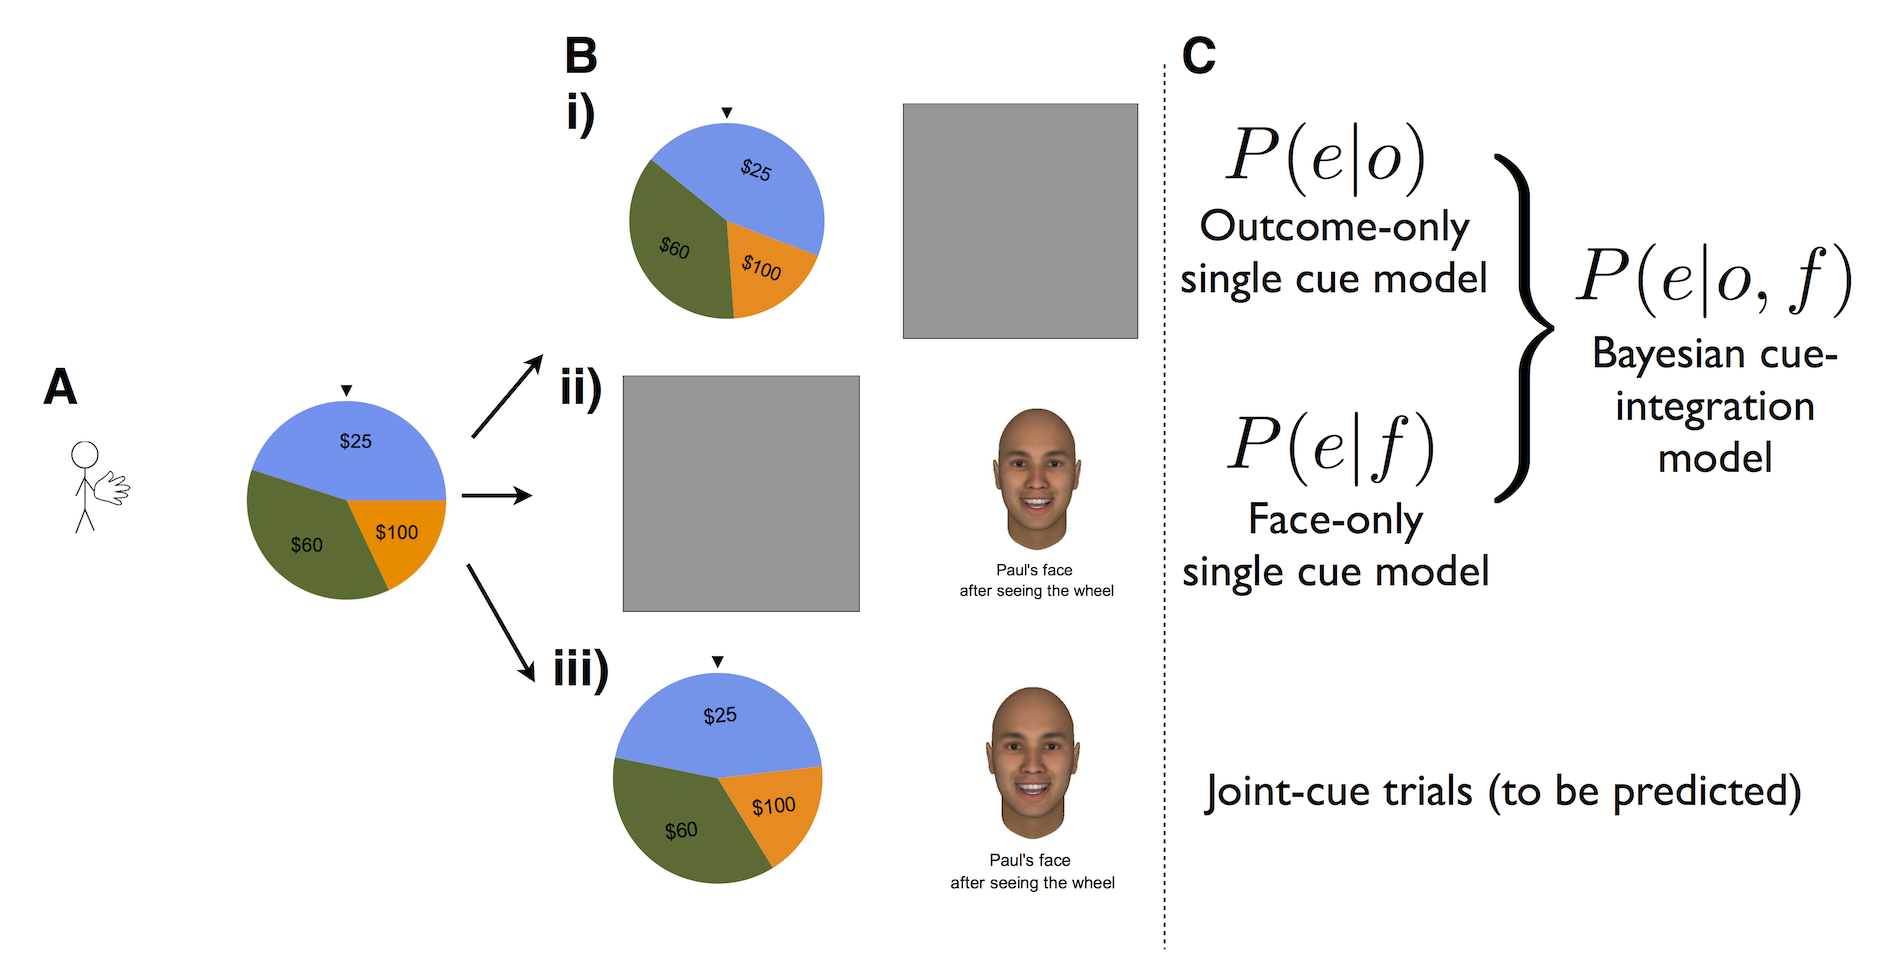 A
$25
$60
$100
B
i)
$25
$60
$100
ii)
Paul's face
after seeing the wheel
iii)
$25
$100
$60
Paul's face
after seeing the wheel
C
P(e|o)
Outcome-only
single cue model
P(e|f)
Face-only
single cue model
P(e|o, f)
Bayesian cue-
integration
model
Joint-cue trials (to be predicted)